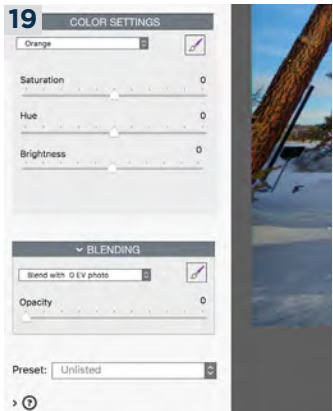 19
COLOR SETTINGS
Orange
Saturation 0
Hue 0
Brightness 0
BLENDING
Blend with 0 EV photo
Opacity 0
Preset: Unlisted
?